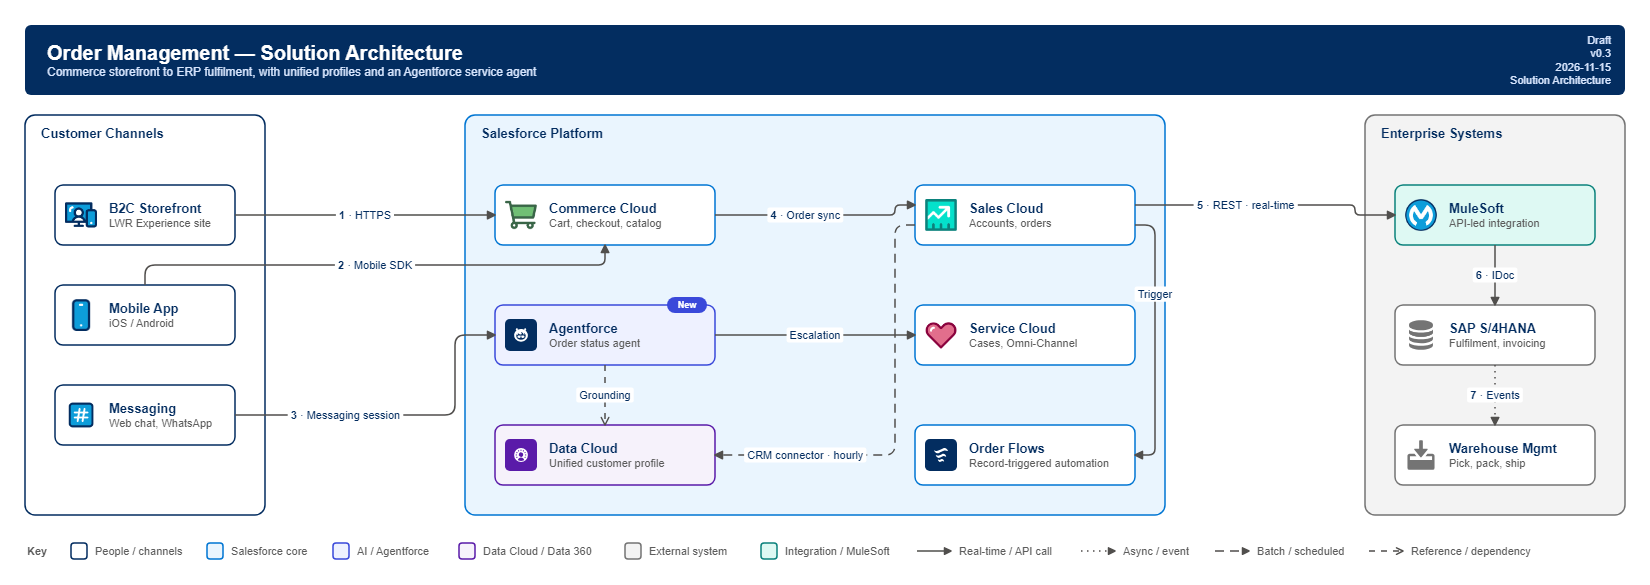 Order Management — Solution Architecture
Commerce storefront to ERP fulfilment, with unified profiles and an Agentforce service agent
Draft
v0.3
2026-11-15
Solution Architecture
Customer Channels
B2C Storefront
LWR Experience site
Mobile App
iOS / Android
Messaging
Web chat, WhatsApp
1 · HTTPS
2 · Mobile SDK
3 · Messaging session
Salesforce Platform
Commerce Cloud
Cart, checkout, catalog
4 · Order sync
Sales Cloud
Accounts, orders
New
Agentforce
Order status agent
Escalation
Service Cloud
Cases, Omni-Channel
Trigger
Grounding
Data Cloud
Unified customer profile
CRM connector · hourly
Order Flows
Record-triggered automation
5 · REST · real-time
Enterprise Systems
MuleSoft
API-led integration
6 · IDoc
SAP S/4HANA
Fulfilment, invoicing
7 · Events
Warehouse Mgmt
Pick, pack, ship
Key
People / channels
Salesforce core
AI / Agentforce
Data Cloud / Data 360
External system
Integration / MuleSoft
Real-time / API call
Async / event
Batch / scheduled
Reference / dependency